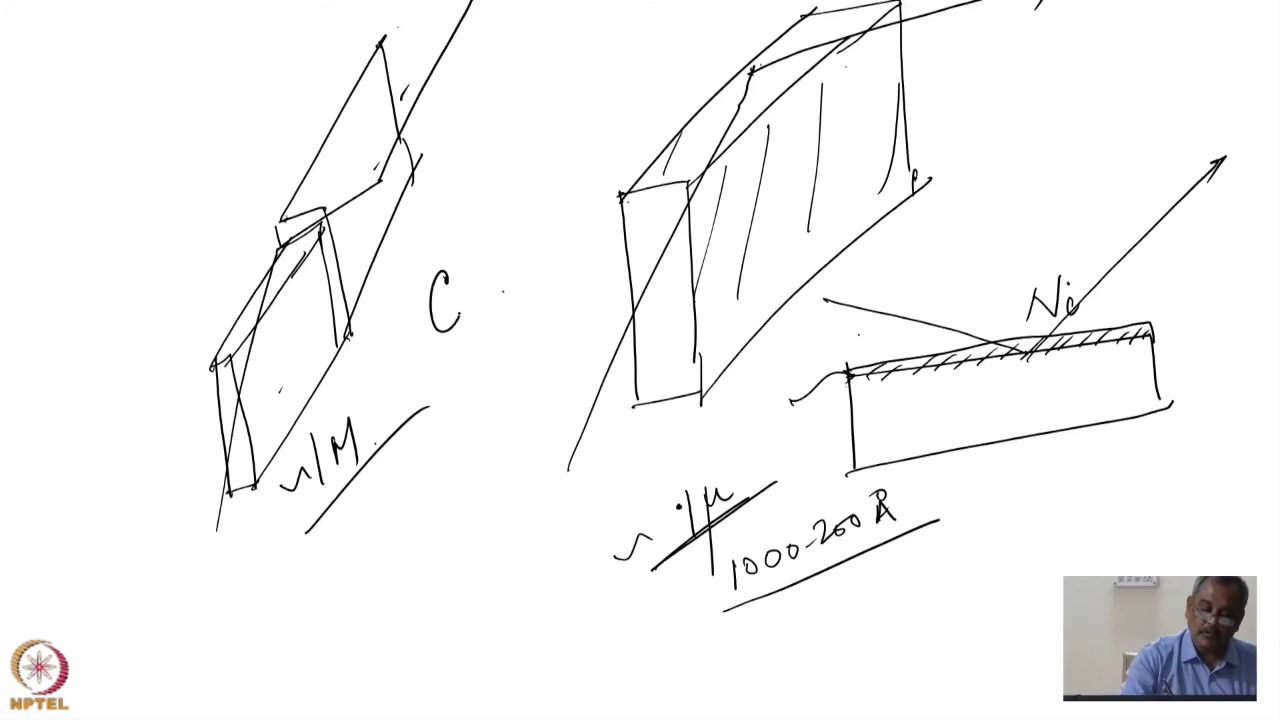 Ni
C
~1M
~ .1μ
1000-200 Å
NPTEL